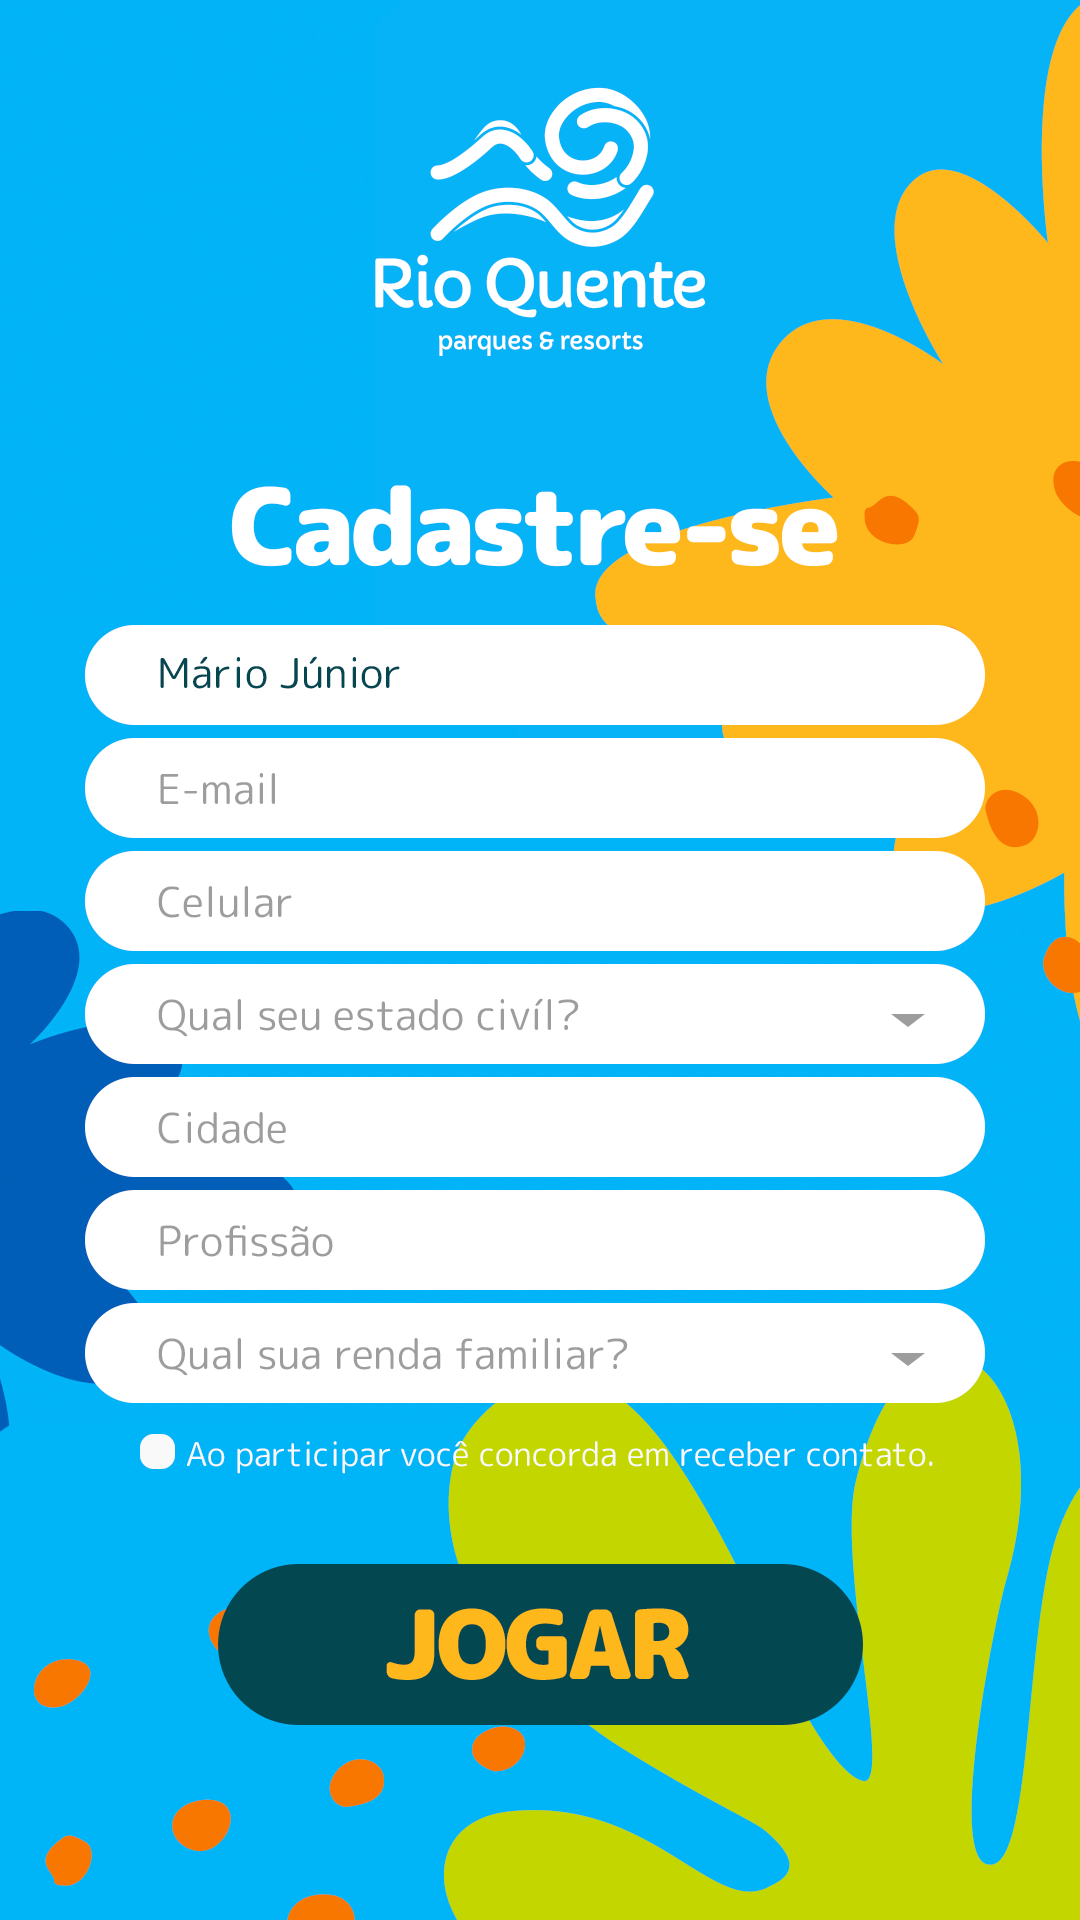 Rio Quente
parques & resorts
Cadastre-se
Mário Júnior
E-mail
Celular
Qual seu estado civíl?
Cidade
Profissão
Qual sua renda familiar?
Ao participar você concorda em receber contato.
JOGAR